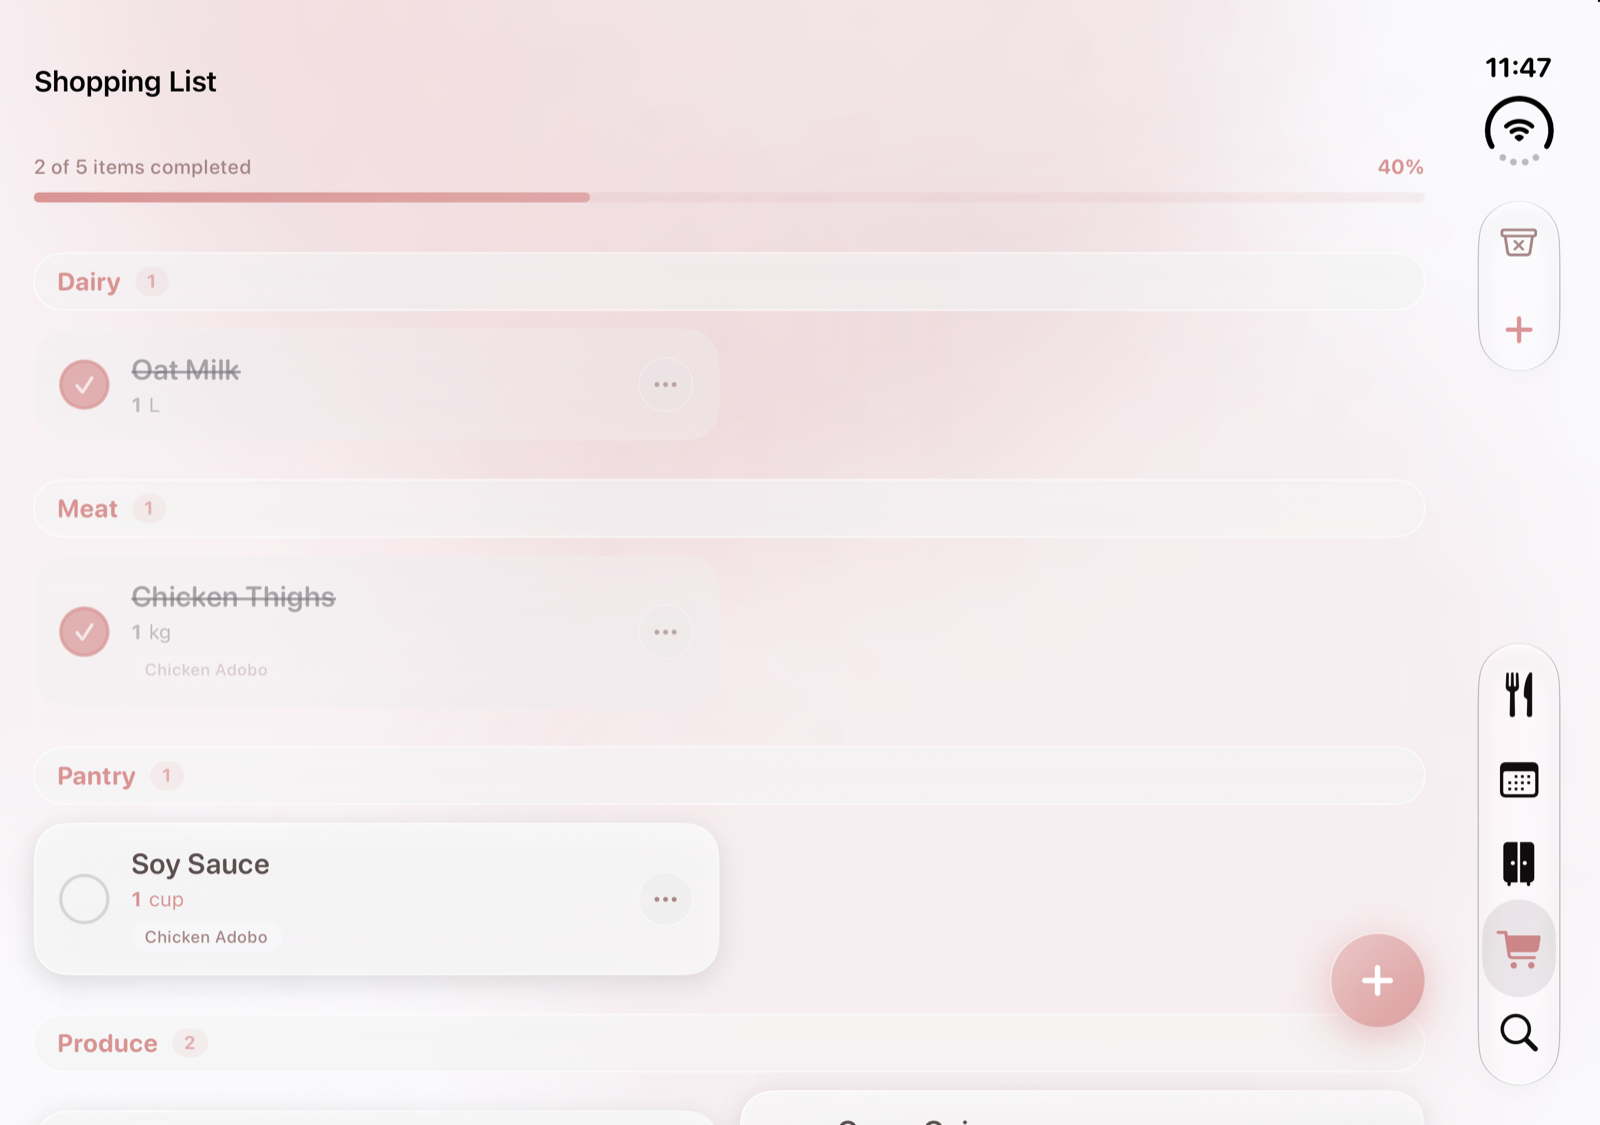 Shopping List
11:47
2 of 5 items completed
40%
Dairy 1
Oat Milk
1 L
Meat 1
Chicken Thighs
1 kg
Chicken Adobo
Pantry 1
Soy Sauce
1 cup
Chicken Adobo
Produce 2